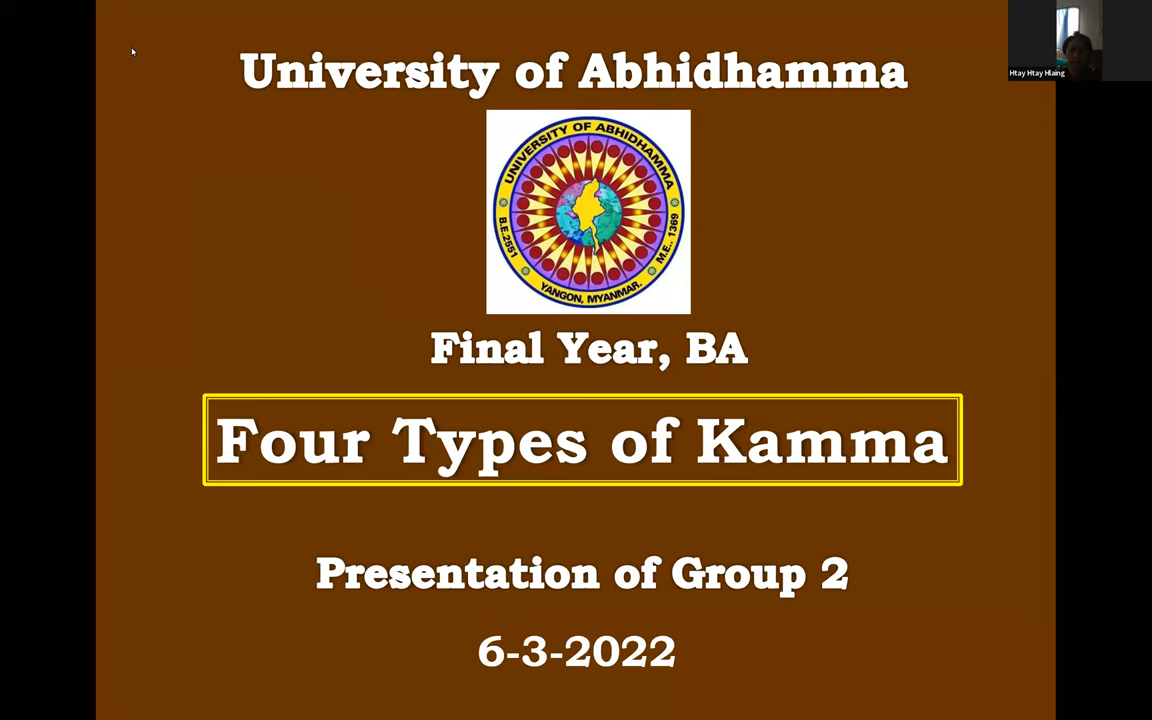 University of Abhidhamma
Htay Htay Hlaing
UNIVERSITY OF ABHIDHAMMA
B.E.2551
M.E., 1369
YANGON, MYANMAR.
Final Year, BA
Four Types of Kamma
Presentation of Group 2
6-3-2022